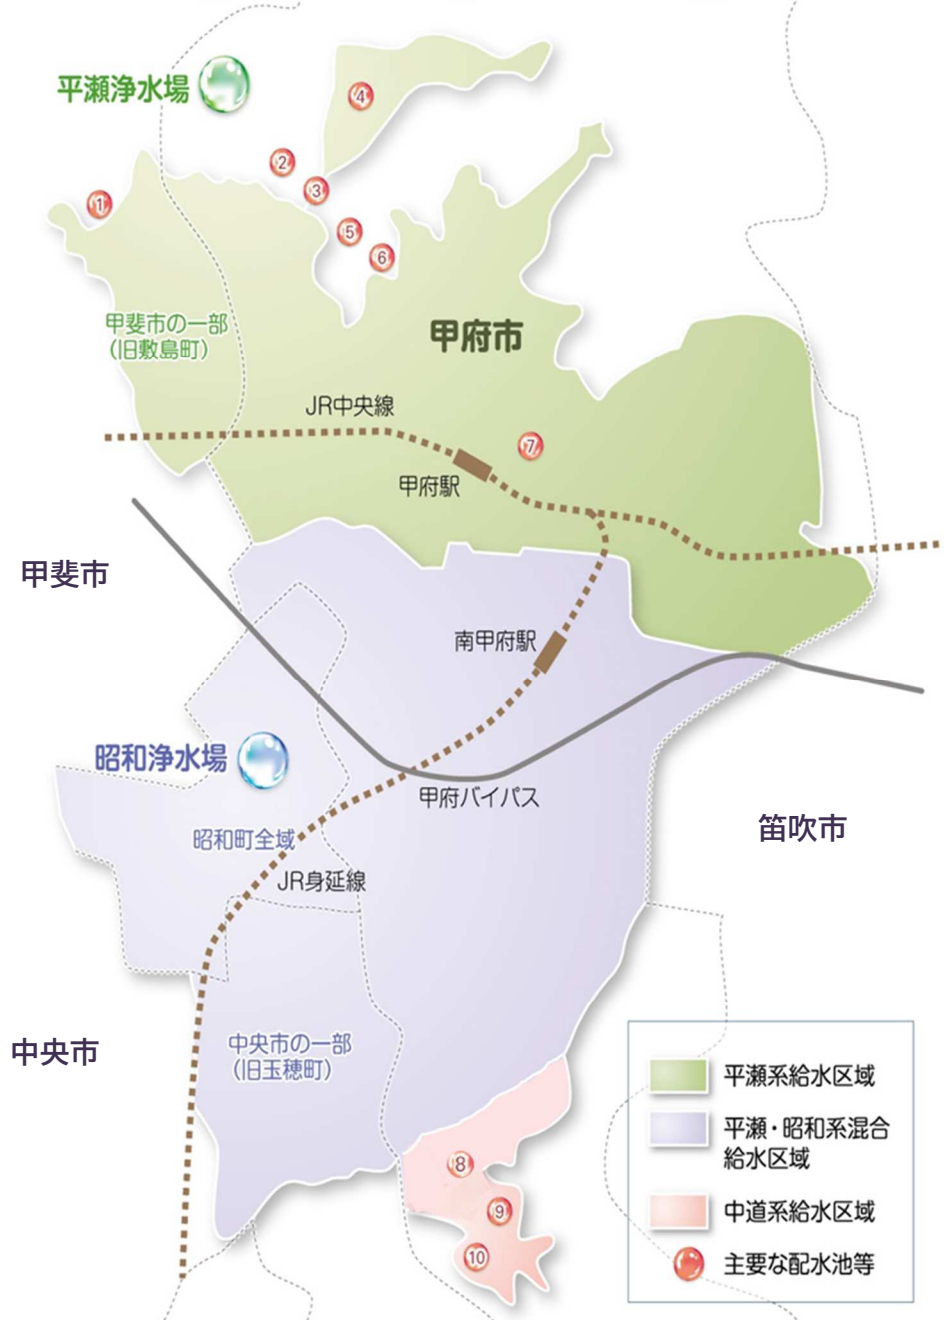 平瀬浄水場
④
②
③
①
⑤
⑥
甲斐市の一部
(旧敷島町)
甲府市
JR中央線
⑦
甲府駅
甲斐市
南甲府駅
昭和浄水場
甲府バイパス
昭和町全域
笛吹市
JR身延線
中央市
中央市の一部
(旧玉穂町)
⑧
⑨
⑩
平瀬系給水区域
平瀬・昭和系混合
給水区域
中道系給水区域
主要な配水池等